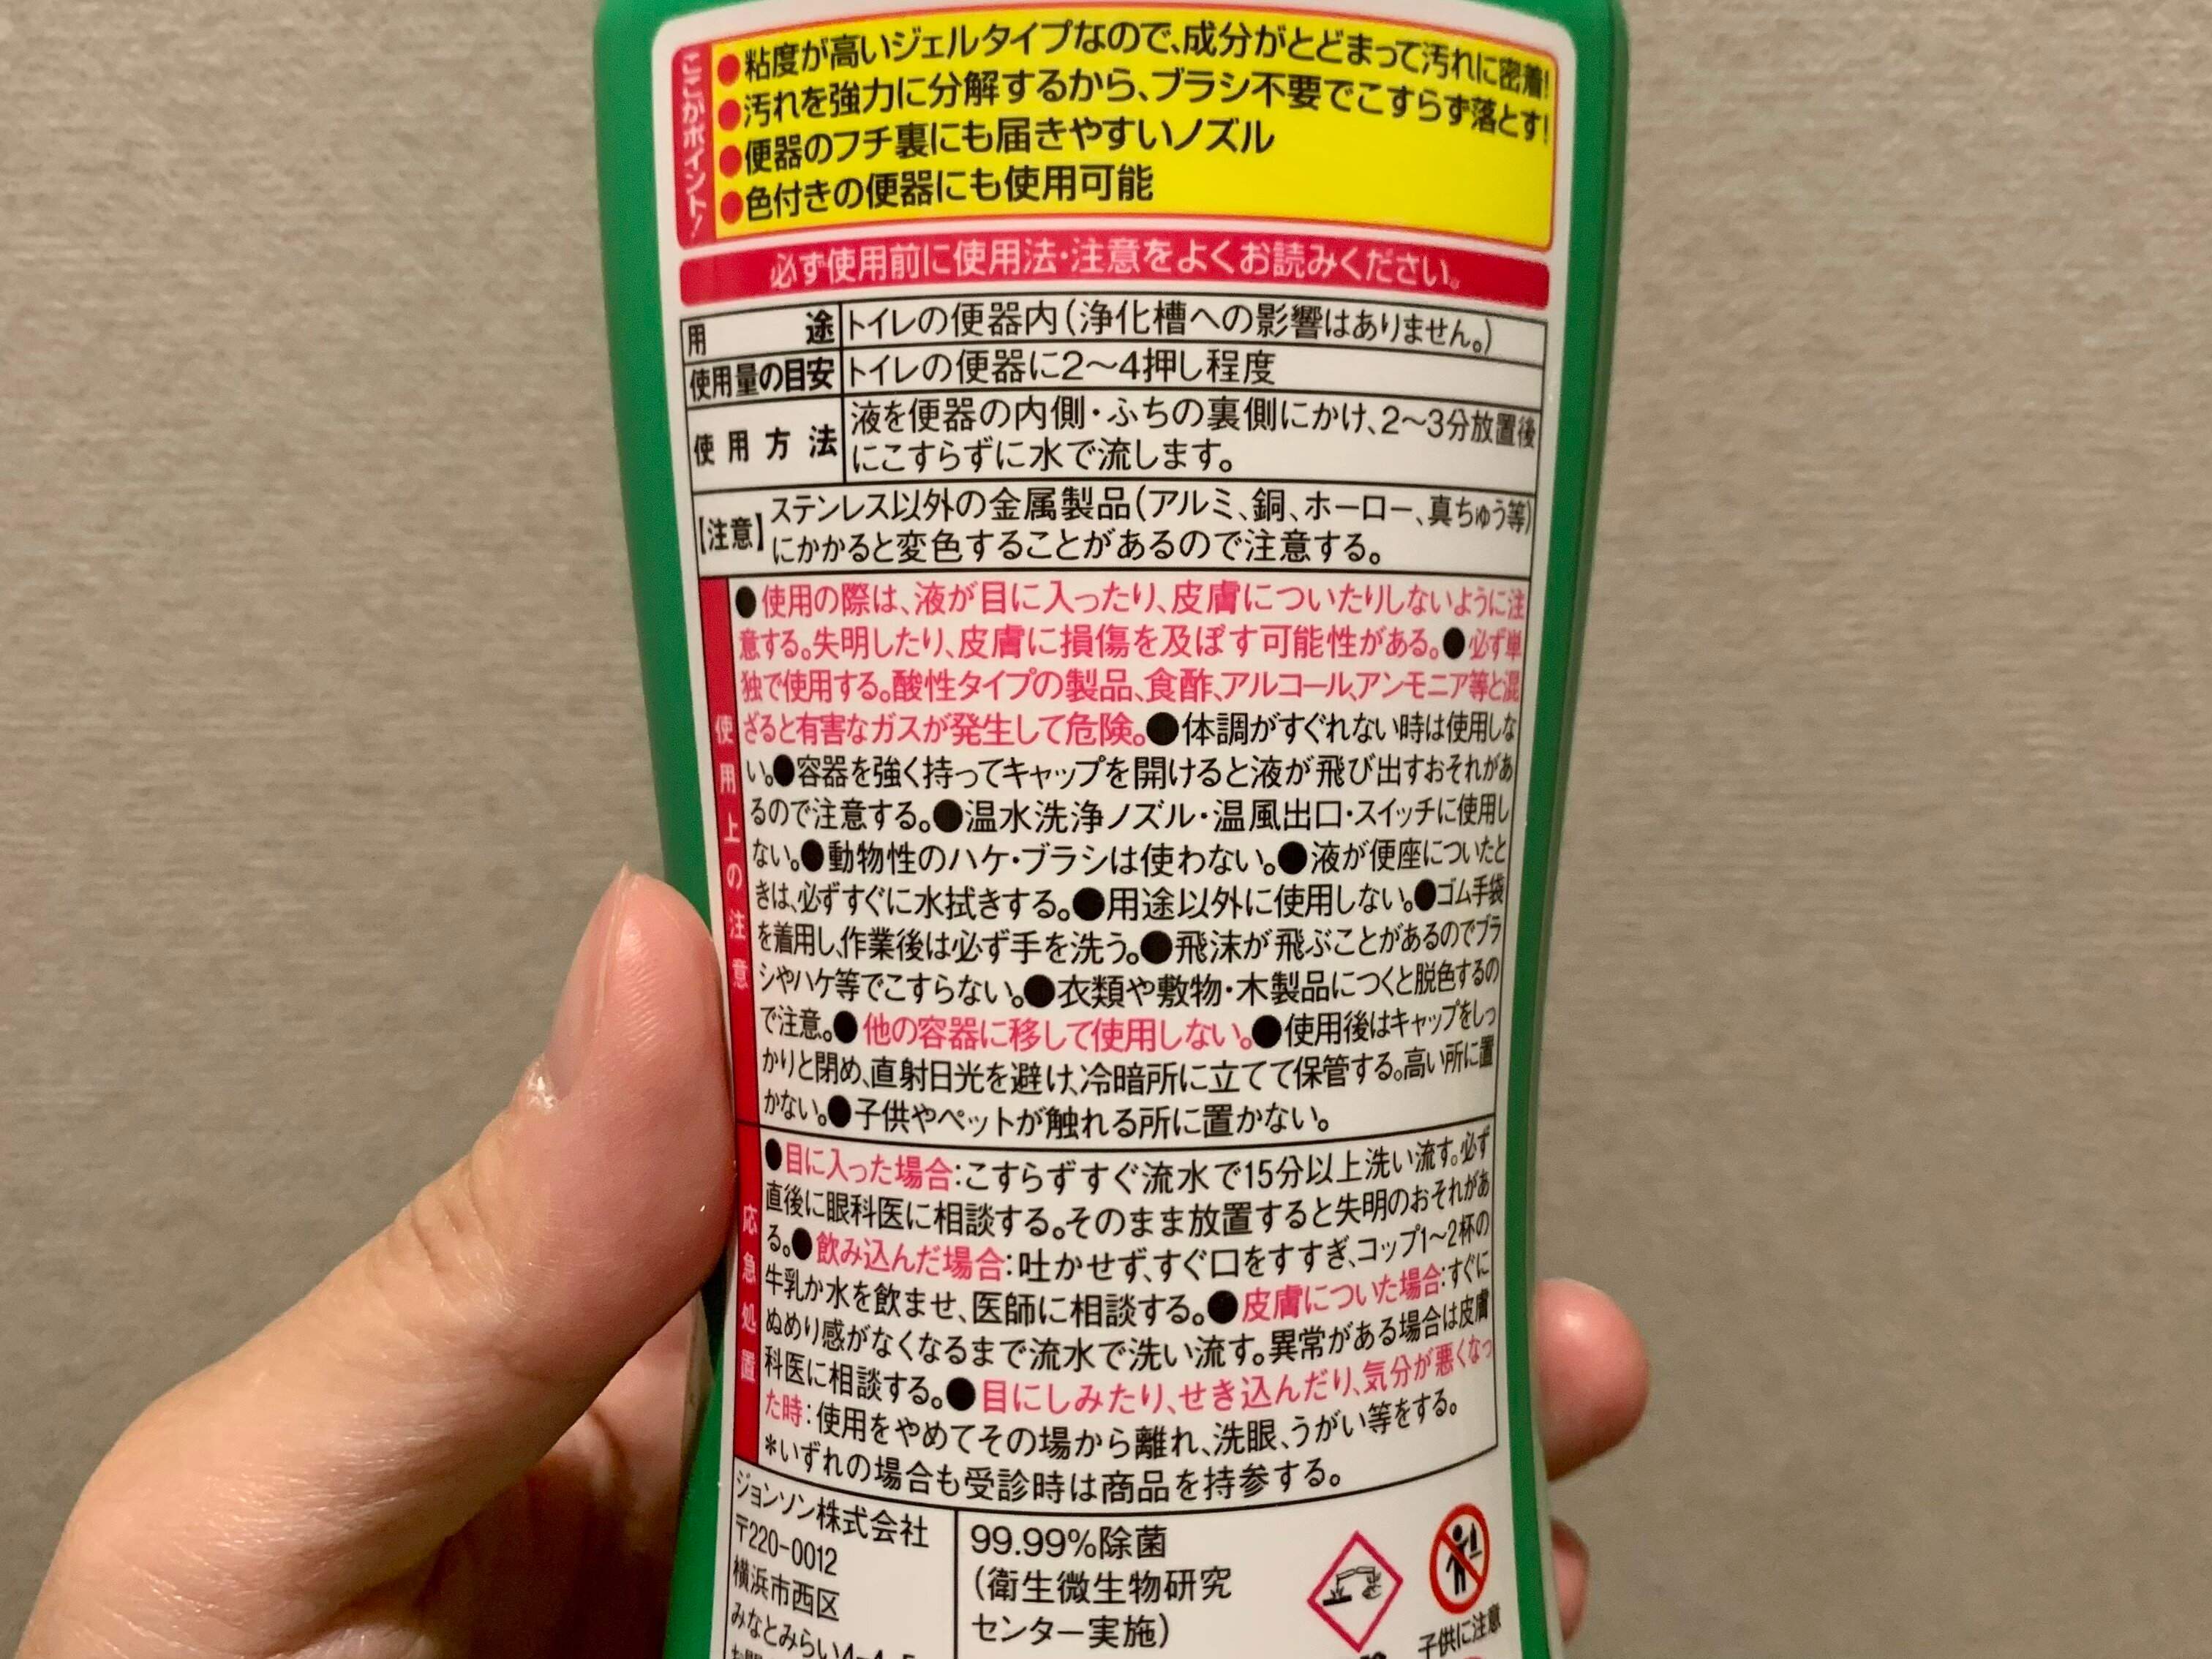 ここがポイント!
●粘度が高いジェルタイプなので、成分がとどまって汚れに密着!
●汚れを強力に分解するから、ブラシ不要でこすらず落とす!
●便器のフチ裏にも届きやすいノズル
●色付きの便器にも使用可能
必ず使用前に使用法・注意をよくお読みください。
用途 トイレの便器内(浄化槽への影響はありません。)
使用量の目安 トイレの便器に2〜4押し程度
使用方法 液を便器の内側・ふちの裏側にかけ、2〜3分放置後
にこすらずに水で流します。
【注意】 ステンレス以外の金属製品(アルミ、銅、ホーロー、真ちゅう等)
にかかると変色することがあるので注意する。
使用上の注意
●使用の際は、液が目に入ったり、皮膚についたりしないように注
意する。失明したり、皮膚に損傷を及ぼす可能性がある。●必ず単
独で使用する。酸性タイプの製品、食酢、アルコール、アンモニア等と混
ざると有害なガスが発生して危険。●体調がすぐれない時は使用しな
い。●容器を強く持ってキャップを開けると液が飛び出すおそれがあ
るので注意する。●温水洗浄ノズル・温風出口・スイッチに使用し
ない。●動物性のハケ・ブラシは使わない。●液が便座についたと
きは、必ずすぐに水拭きする。●用途以外に使用しない。●ゴム手袋
を着用し、作業後は必ず手を洗う。●飛沫が飛ぶことがあるのでブラ
シやハケ等でこすらない。●衣類や敷物・木製品につくと脱色するの
で注意。●他の容器に移して使用しない。●使用後はキャップをしっ
かりと閉め、直射日光を避け、冷暗所に立てて保管する。高い所に置
かない。●子供やペットが触れる所に置かない。
応急処置
●目に入った場合:こすらずすぐ流水で15分以上洗い流す。必ず
直後に眼科医に相談する。そのまま放置すると失明のおそれがあ
る。●飲み込んだ場合:吐かせず、すぐ口をすすぎ、コップ1〜2杯の
牛乳か水を飲ませ、医師に相談する。●皮膚についた場合:すぐに
ぬめり感がなくなるまで流水で洗い流す。異常がある場合は皮膚
科医に相談する。●目にしみたり、せき込んだり、気分が悪くなっ
た時:使用をやめてその場から離れ、洗眼、うがい等をする。
*いずれの場合も受診時は商品を持参する。
ジョンソン株式会社
〒220-0012
横浜市西区
みなとみらい4-4-5
99.99%除菌
(衛生微生物研究
センター実施)
子供に注意